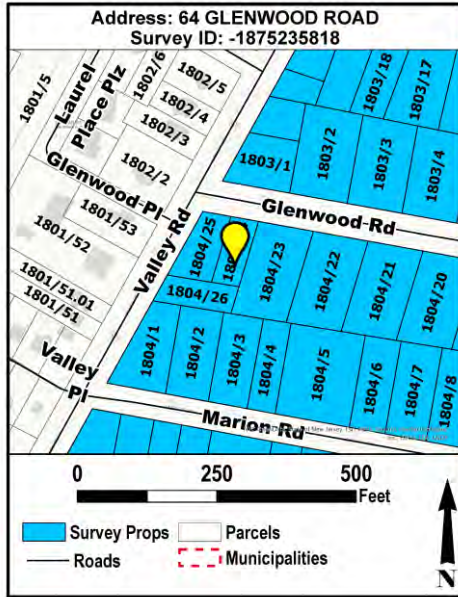 Address: 64 GLENWOOD ROAD
Survey ID: -1875235818
1801/5
Laurel
Place Plz
1802/6
1802/5
1802/4
1802/3
1802/2
Glenwood Pl
1801/53
1801/52
1801/51.01
1801/51
Valley Rd
Valley
Pl
1803/18
1803/17
1803/1
1803/2
1803/3
1803/4
Glenwood Rd
1804/25
1804/23
1804/22
1804/21
1804/20
1804/26
1804/1
1804/2
1804/3
1804/4
1804/5
1804/6
1804/7
1804/8
Marion Rd
0 250 500
Feet
Survey Props Parcels
Roads Municipalities
N